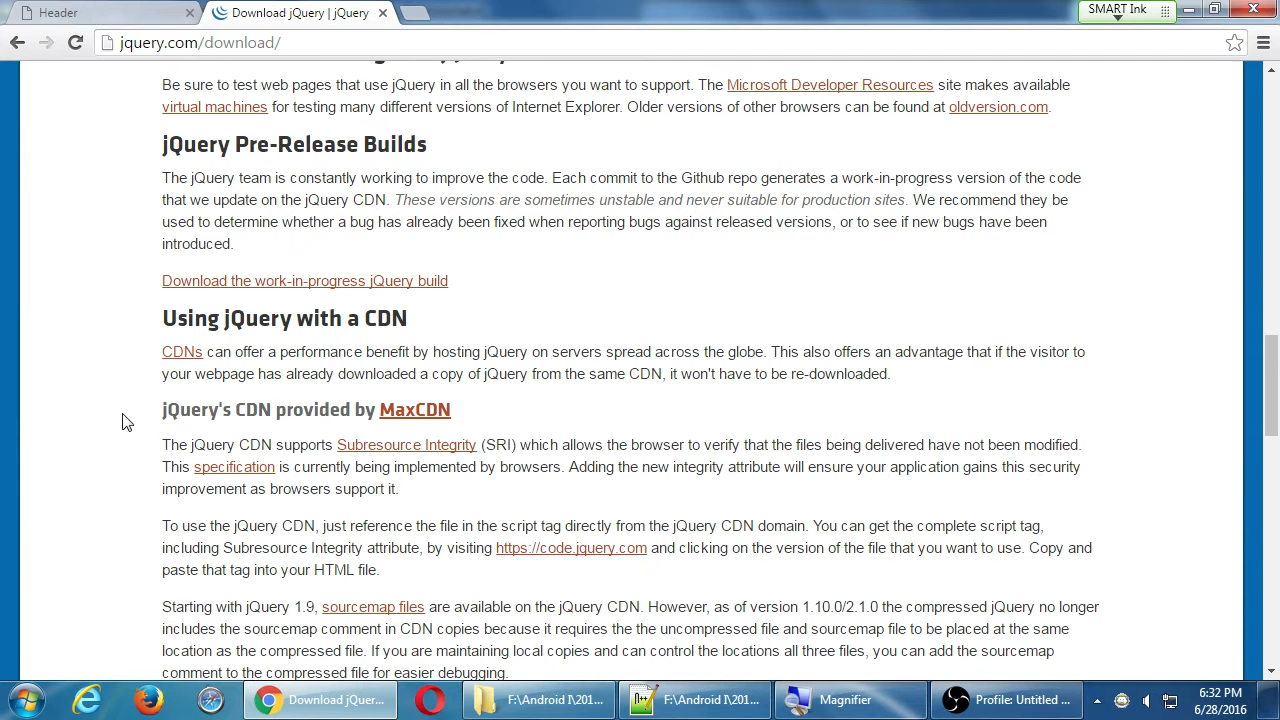 Header
Download jQuery | jQuery
SMART Ink
jquery.com/download/
Be sure to test web pages that use jQuery in all the browsers you want to support. The Microsoft Developer Resources site makes available
virtual machines for testing many different versions of Internet Explorer. Older versions of other browsers can be found at oldversion.com.
jQuery Pre-Release Builds
The jQuery team is constantly working to improve the code. Each commit to the Github repo generates a work-in-progress version of the code
that we update on the jQuery CDN. These versions are sometimes unstable and never suitable for production sites. We recommend they be
used to determine whether a bug has already been fixed when reporting bugs against released versions, or to see if new bugs have been
introduced.
Download the work-in-progress jQuery build
Using jQuery with a CDN
CDNs can offer a performance benefit by hosting jQuery on servers spread across the globe. This also offers an advantage that if the visitor to
your webpage has already downloaded a copy of jQuery from the same CDN, it won't have to be re-downloaded.
jQuery's CDN provided by MaxCDN
The jQuery CDN supports Subresource Integrity (SRI) which allows the browser to verify that the files being delivered have not been modified.
This specification is currently being implemented by browsers. Adding the new integrity attribute will ensure your application gains this security
improvement as browsers support it.
To use the jQuery CDN, just reference the file in the script tag directly from the jQuery CDN domain. You can get the complete script tag,
including Subresource Integrity attribute, by visiting https://code.jquery.com and clicking on the version of the file that you want to use. Copy and
paste that tag into your HTML file.
Starting with jQuery 1.9, sourcemap files are available on the jQuery CDN. However, as of version 1.10.0/2.1.0 the compressed jQuery no longer
includes the sourcemap comment in CDN copies because it requires the the uncompressed file and sourcemap file to be placed at the same
location as the compressed file. If you are maintaining local copies and can control the locations all three files, you can add the sourcemap
comment to the compressed file for easier debugging.
Download jQuer...
F:\Android I\201...
F:\Android I\201...
Magnifier
Profile: Untitled ...
6:32 PM
6/28/2016